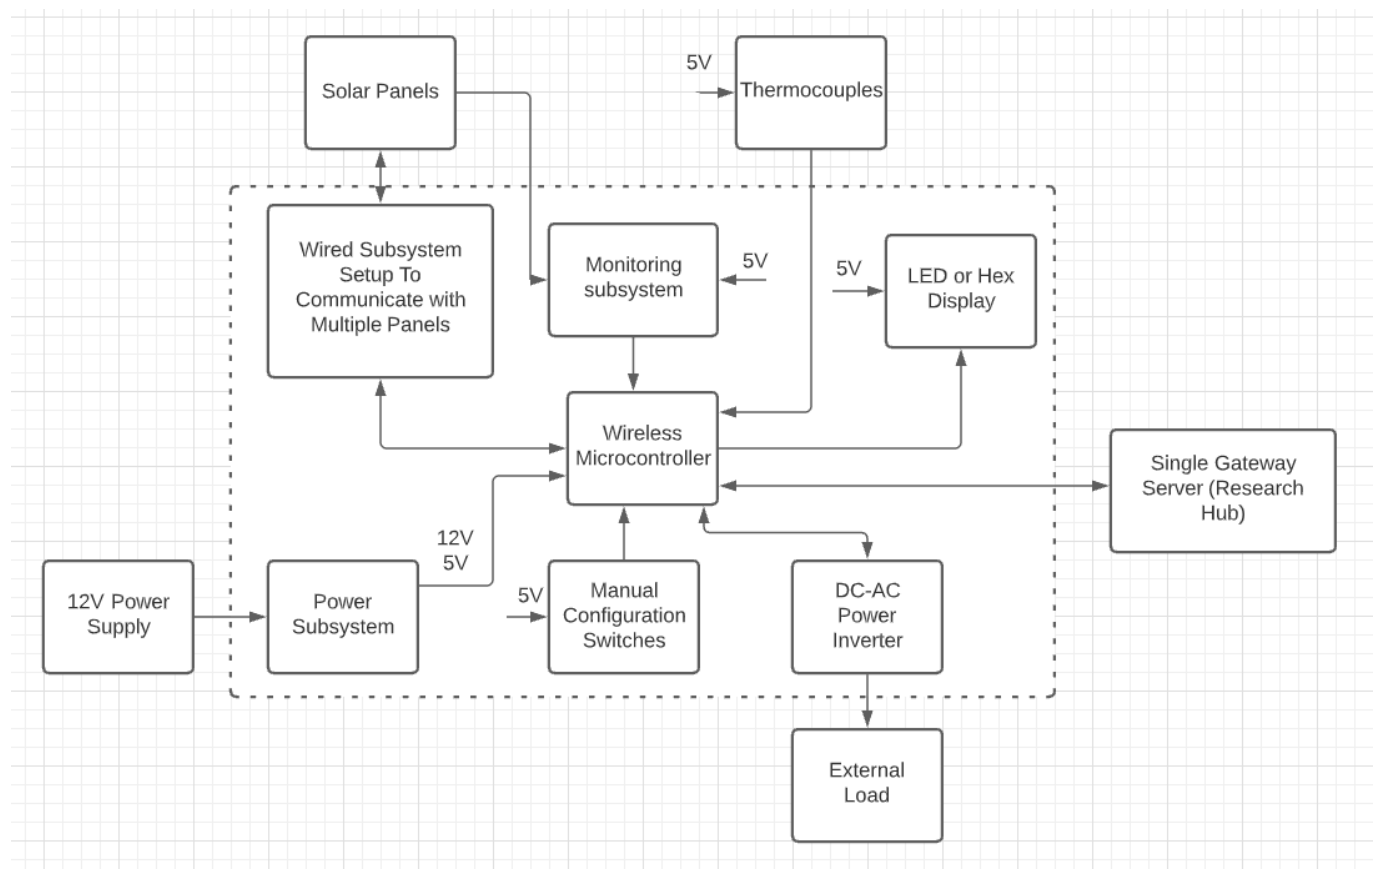 Solar Panels
5V
Thermocouples
Wired Subsystem
Setup To
Communicate with
Multiple Panels
Monitoring
subsystem
5V
5V
LED or Hex
Display
Wireless
Microcontroller
Single Gateway
Server (Research
Hub)
12V
5V
12V Power
Supply
Power
Subsystem
5V
Manual
Configuration
Switches
DC-AC
Power
Inverter
External
Load